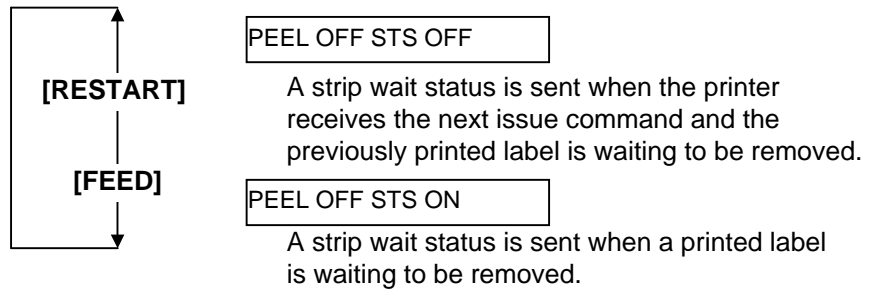 PEEL OFF STS OFF
[RESTART]
A strip wait status is sent when the printer
receives the next issue command and the
previously printed label is waiting to be removed.
[FEED]
PEEL OFF STS ON
A strip wait status is sent when a printed label
is waiting to be removed.